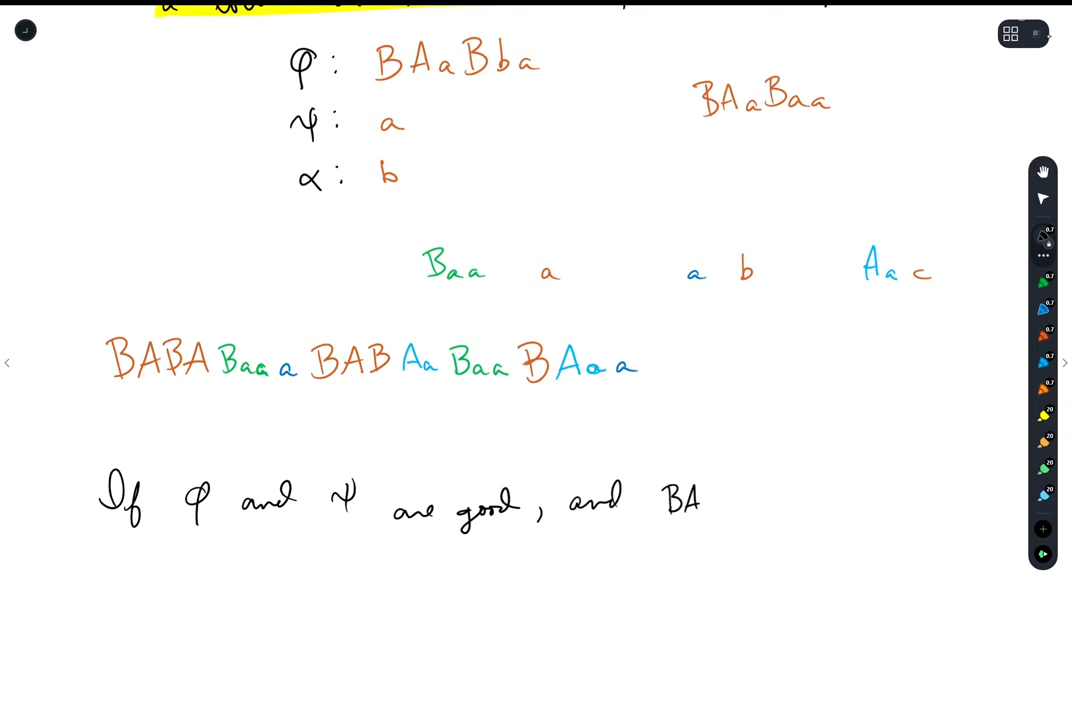 φ: BAaBba
BAaBaa
ψ: a
α: b
Baa a a b Aac
BABABaaaBABAaBaaBAaa
If φ and ψ are good, and BA